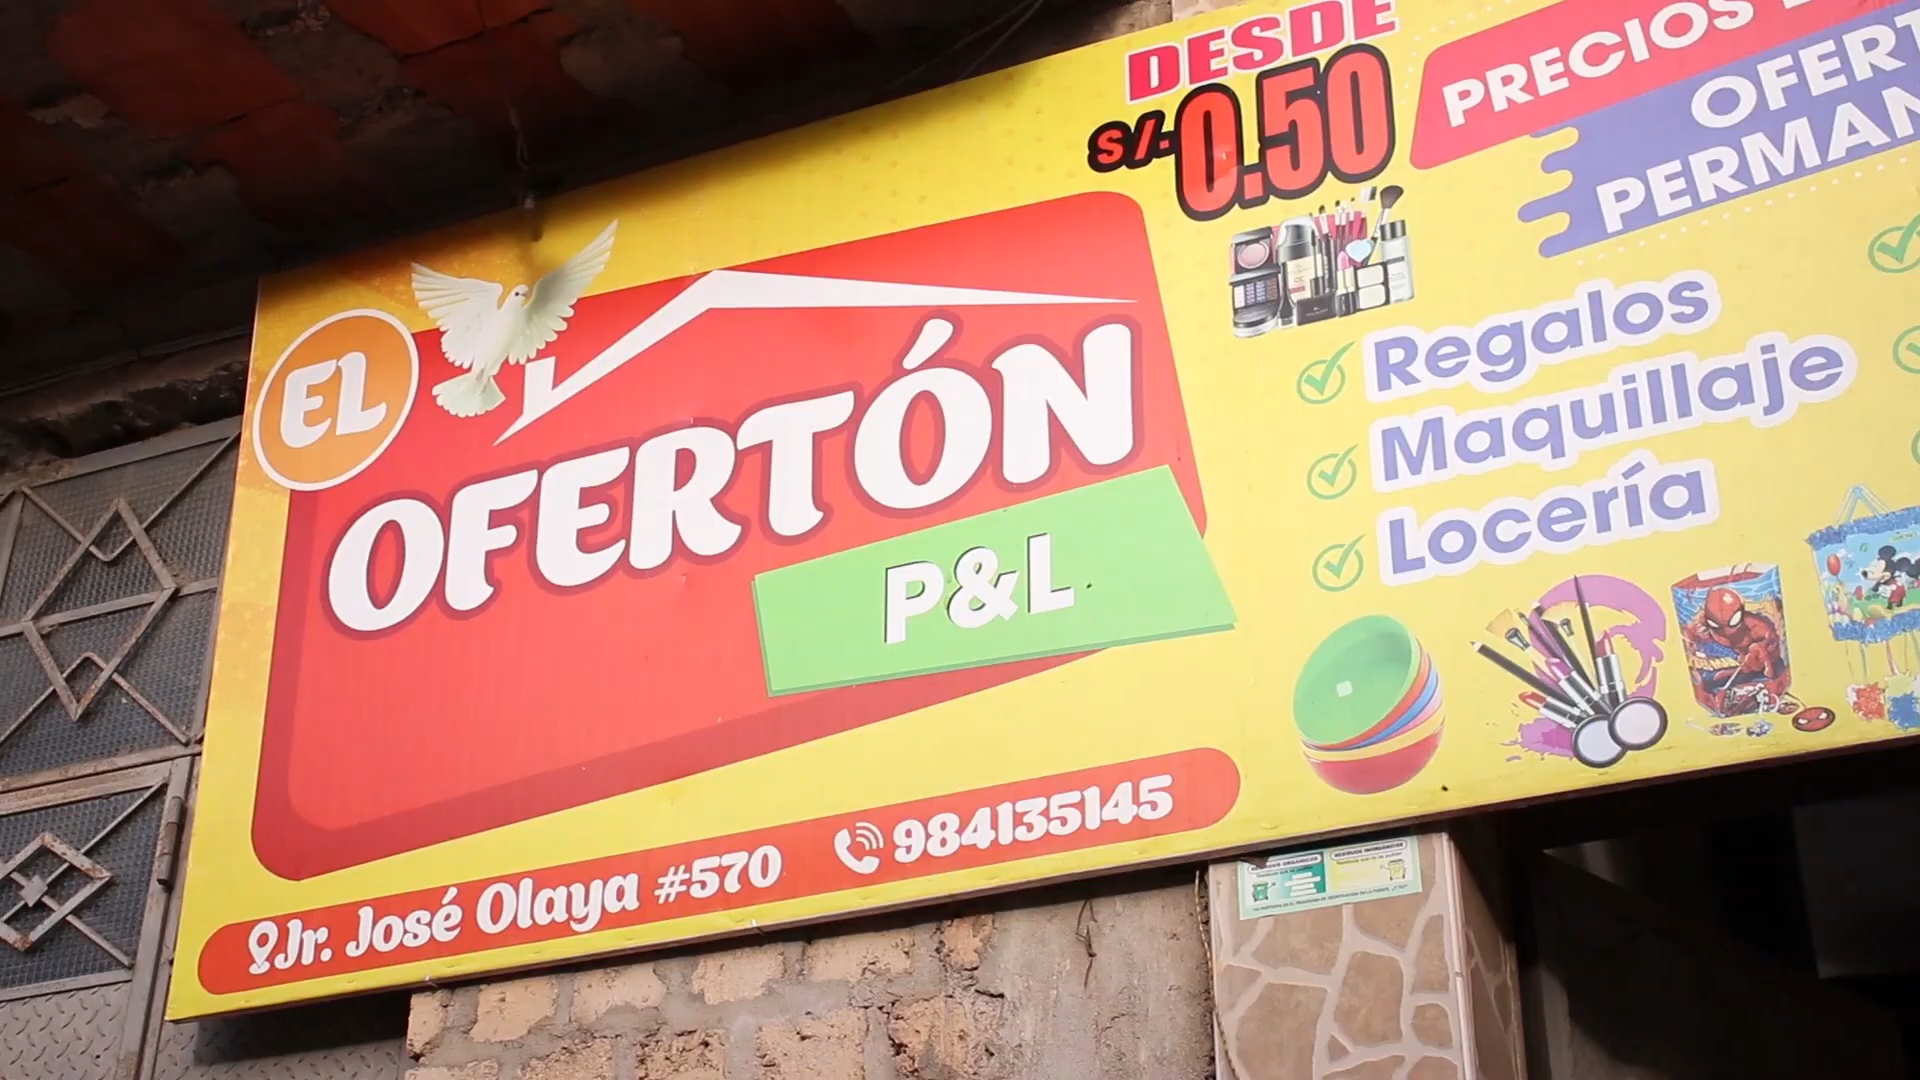 DESDE
S/.0.50
PRECIOS
OFERT
PERMAN
EL
OFERTÓN
P&L
Regalos
Maquillaje
Locería
Jr. José Olaya #570 984135145